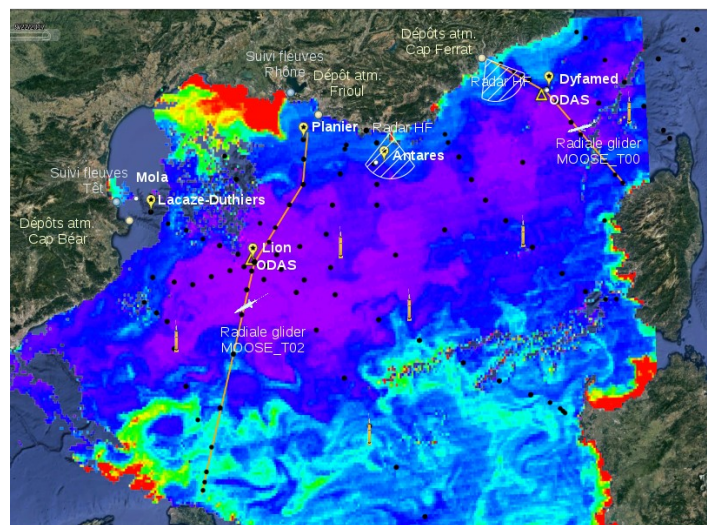 Dépôts atm.
Cap Ferrat
Suivi fleuves
Rhône
Dépôt atm.
Frioul
Radar HF
Dyfamed
ODAS
Planier
Radar HF
Antares
Radiale glider
MOOSE_T00
Suivi fleuves
Têt
Mola
Lacaze-Duthiers
Dépôts atm.
Cap Béar
Lion
ODAS
Radiale glider
MOOSE_T02